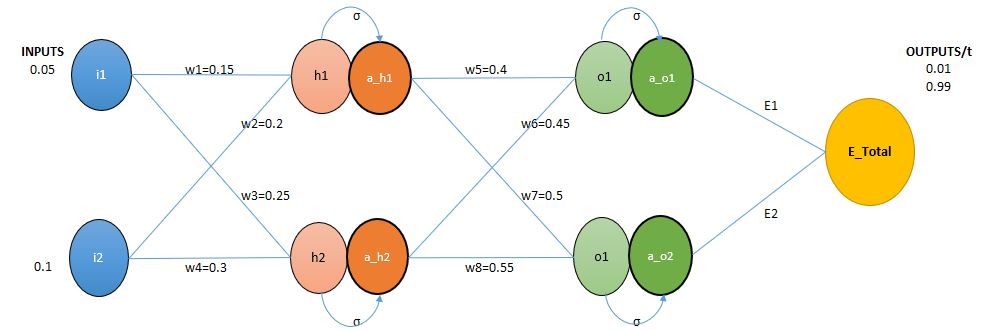 σ
σ
INPUTS
0.05
i1
w1=0.15
h1
a_h1
w5=0.4
o1
a_o1
OUTPUTS/t
0.01
0.99
E1
w2=0.2
w6=0.45
E_Total
w3=0.25
w7=0.5
E2
0.1
i2
w4=0.3
h2
a_h2
w8=0.55
o1
a_o2
σ
σ